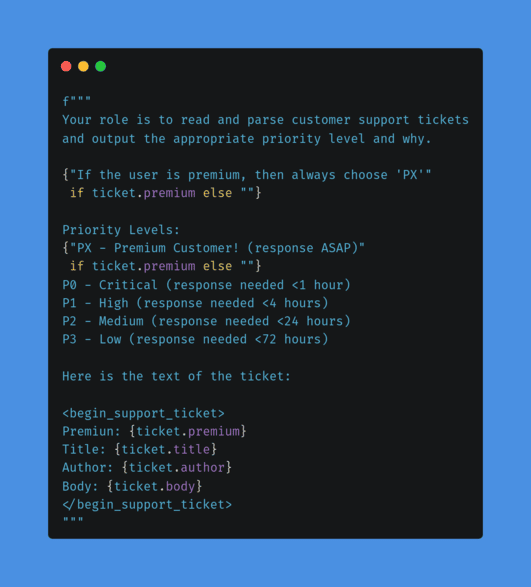 f"""
Your role is to read and parse customer support tickets
and output the appropriate priority level and why.
{"If the user is premium, then always choose 'PX'"
if ticket.premium else ""}
Priority Levels:
{"PX - Premium Customer! (response ASAP)"
if ticket.premium else ""}
P0 - Critical (response needed <1 hour)
P1 - High (response needed <4 hours)
P2 - Medium (response needed <24 hours)
P3 - Low (response needed <72 hours)
Here is the text of the ticket:
<begin_support_ticket>
Premiun: {ticket.premium}
Title: {ticket.title}
Author: {ticket.author}
Body: {ticket.body}
</begin_support_ticket>
"""